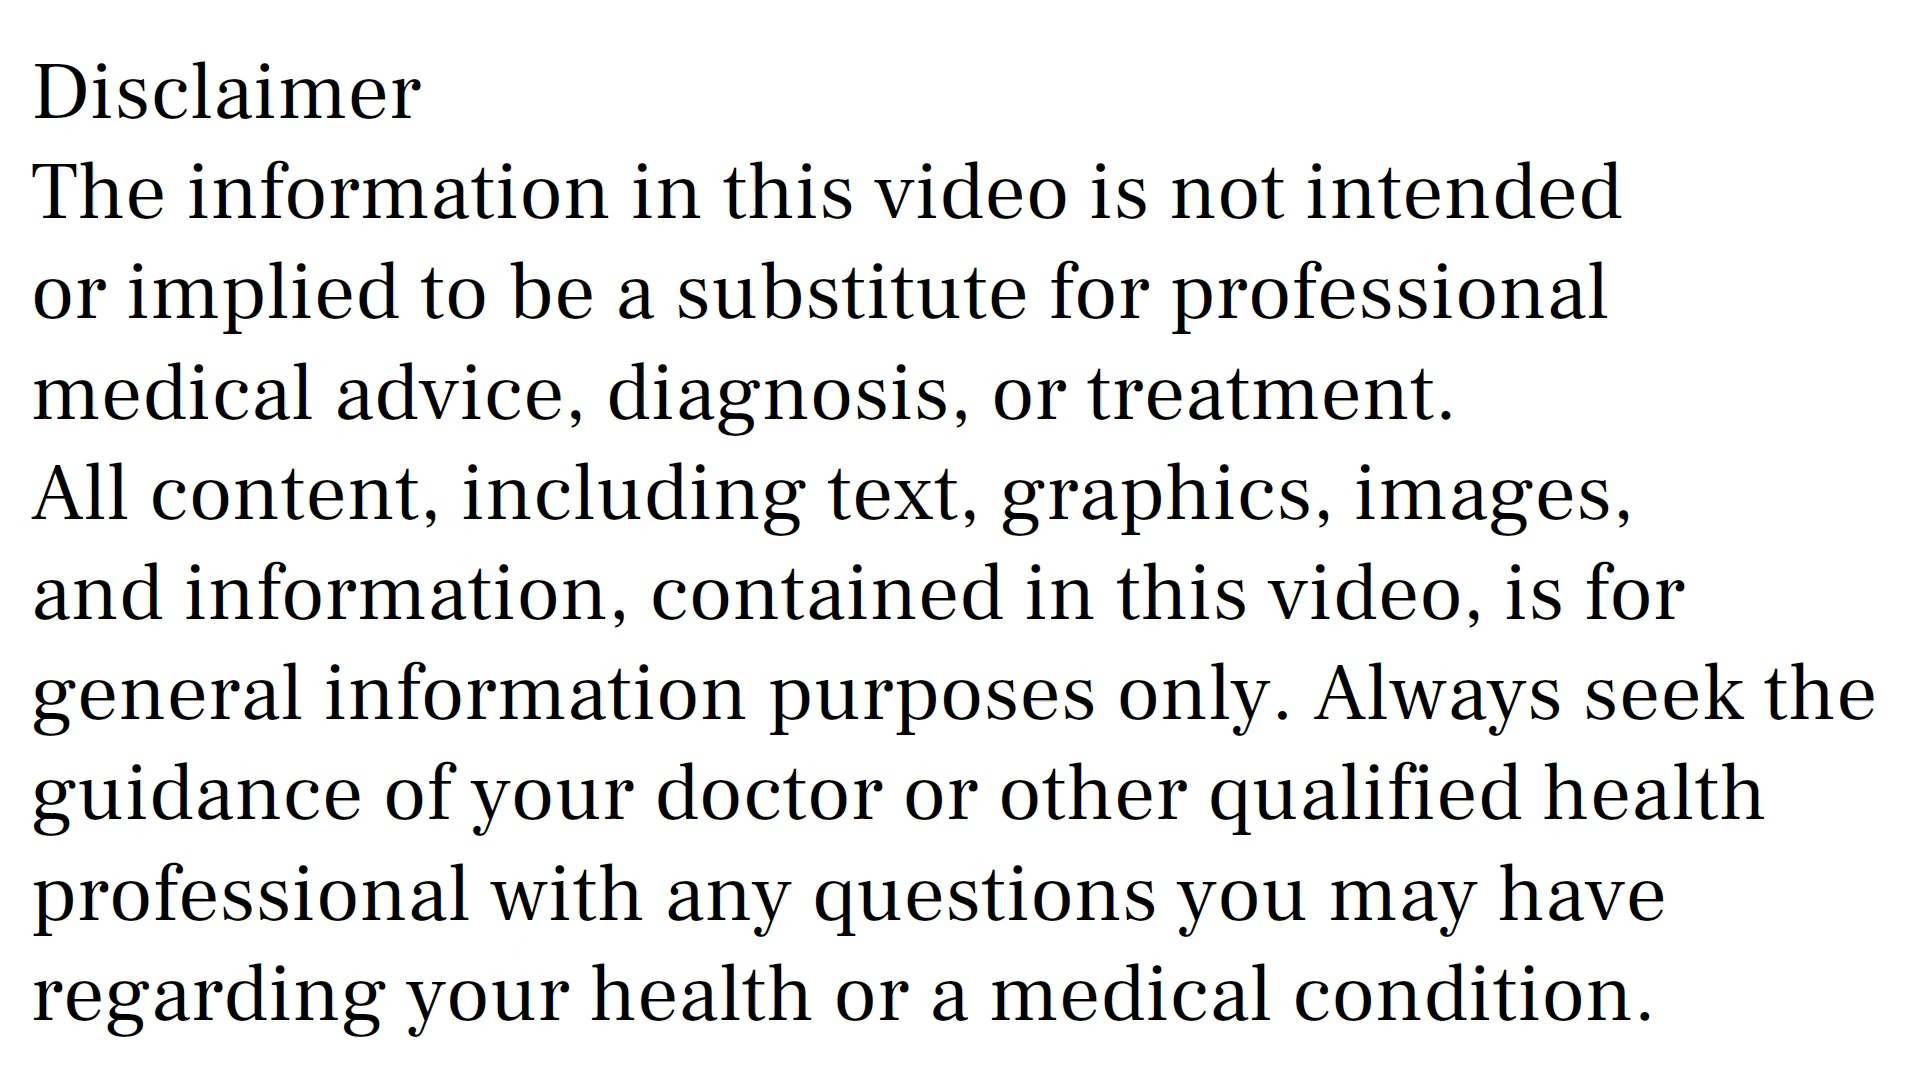 Disclaimer
The information in this video is not intended
or implied to be a substitute for professional
medical advice, diagnosis, or treatment.
All content, including text, graphics, images,
and information, contained in this video, is for
general information purposes only. Always seek the
guidance of your doctor or other qualified health
professional with any questions you may have
regarding your health or a medical condition.